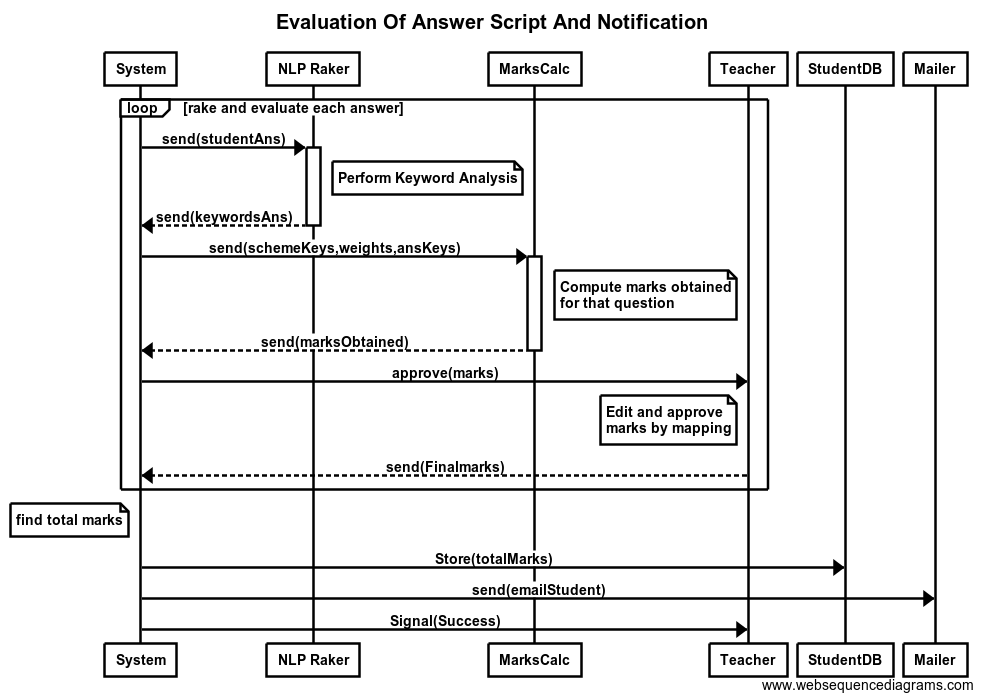 Evaluation Of Answer Script And Notification
System
NLP Raker
MarksCalc
Teacher
StudentDB
Mailer
loop
[rake and evaluate each answer]
send(studentAns)
Perform Keyword Analysis
send(keywordsAns)
send(schemeKeys,weights,ansKeys)
Compute marks obtained
for that question
send(marksObtained)
approve(marks)
Edit and approve
marks by mapping
send(Finalmarks)
find total marks
Store(totalMarks)
send(emailStudent)
Signal(Success)
System
NLP Raker
MarksCalc
Teacher
StudentDB
Mailer
www.websequencediagrams.com